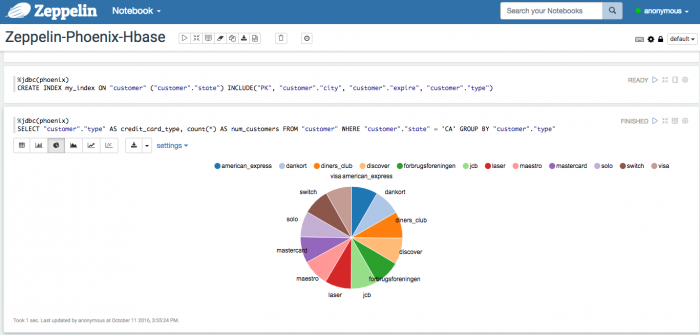 Zeppelin Notebook Search your Notebooks anonymous
Zeppelin-Phoenix-Hbase default
%jdbc(phoenix) READY
CREATE INDEX my_index ON "customer" ("customer"."state") INCLUDE("PK", "customer"."city", "customer"."expire", "customer"."type")
%jdbc(phoenix) FINISHED
SELECT "customer"."type" AS credit_card_type, count(*) AS num_customers FROM "customer" WHERE "customer"."state" = 'CA' GROUP BY "customer"."type"
settings
american_express dankort diners_club discover forbrugsforeningen jcb laser maestro mastercard solo switch visa
visa american_express
switch dankort
solo diners_club
mastercard discover
maestro forbrugsforeningen
laser jcb
Took 1 sec. Last updated by anonymous at October 11 2016, 3:55:24 PM.